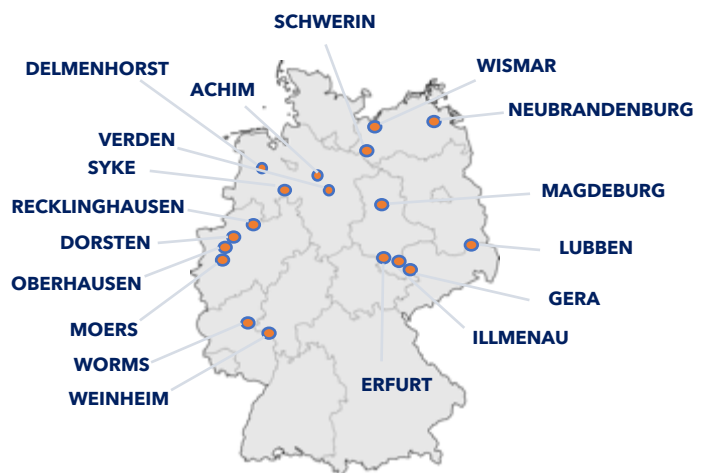 SCHWERIN
WISMAR
DELMENHORST
ACHIM
NEUBRANDENBURG
VERDEN
SYKE
MAGDEBURG
RECKLINGHAUSEN
DORSTEN
LUBBEN
OBERHAUSEN
GERA
MOERS
ILLMENAU
WORMS
ERFURT
WEINHEIM